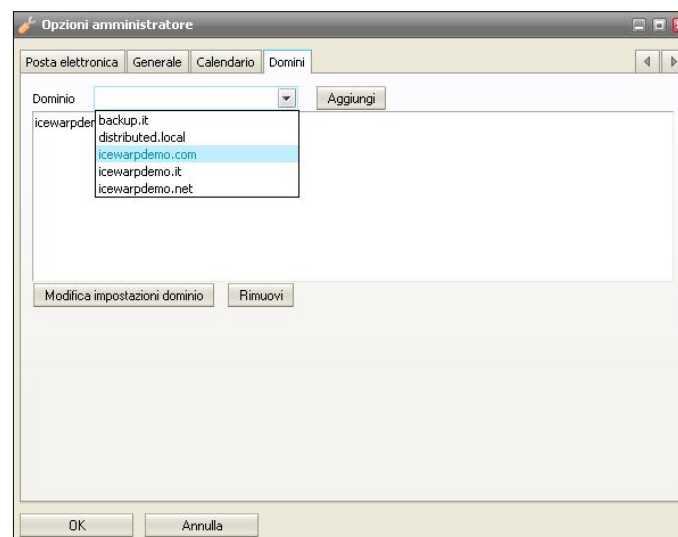 Opzioni amministratore
Posta elettronica Generale Calendario Domini
Dominio Aggiungi
backup.it
distributed.local
icewarpdemo.com
icewarpdemo.it
icewarpdemo.net
Modifica impostazioni dominio Rimuovi
OK Annulla